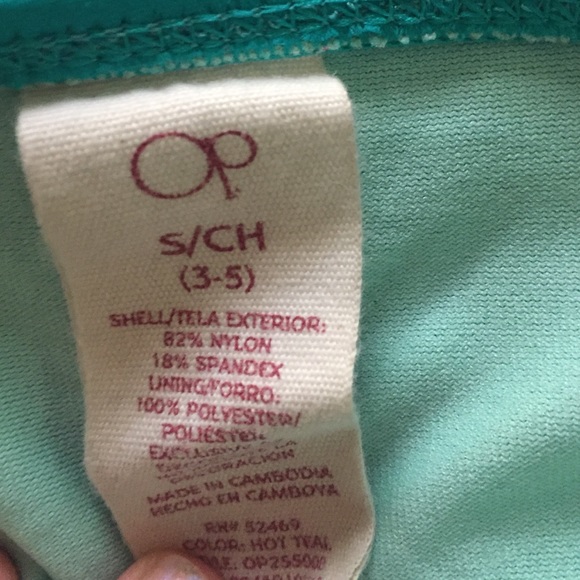 Op
S/CH
(3-5)
SHELL/TELA EXTERIOR:
82% NYLON
18% SPANDEX
LINING/FORRO:
100% POLYESTER/
POLIÉSTER
MADE IN CAMBODIA
HECHO EN CAMBOYA
RN# 52469
COLOR: HOT TEAL